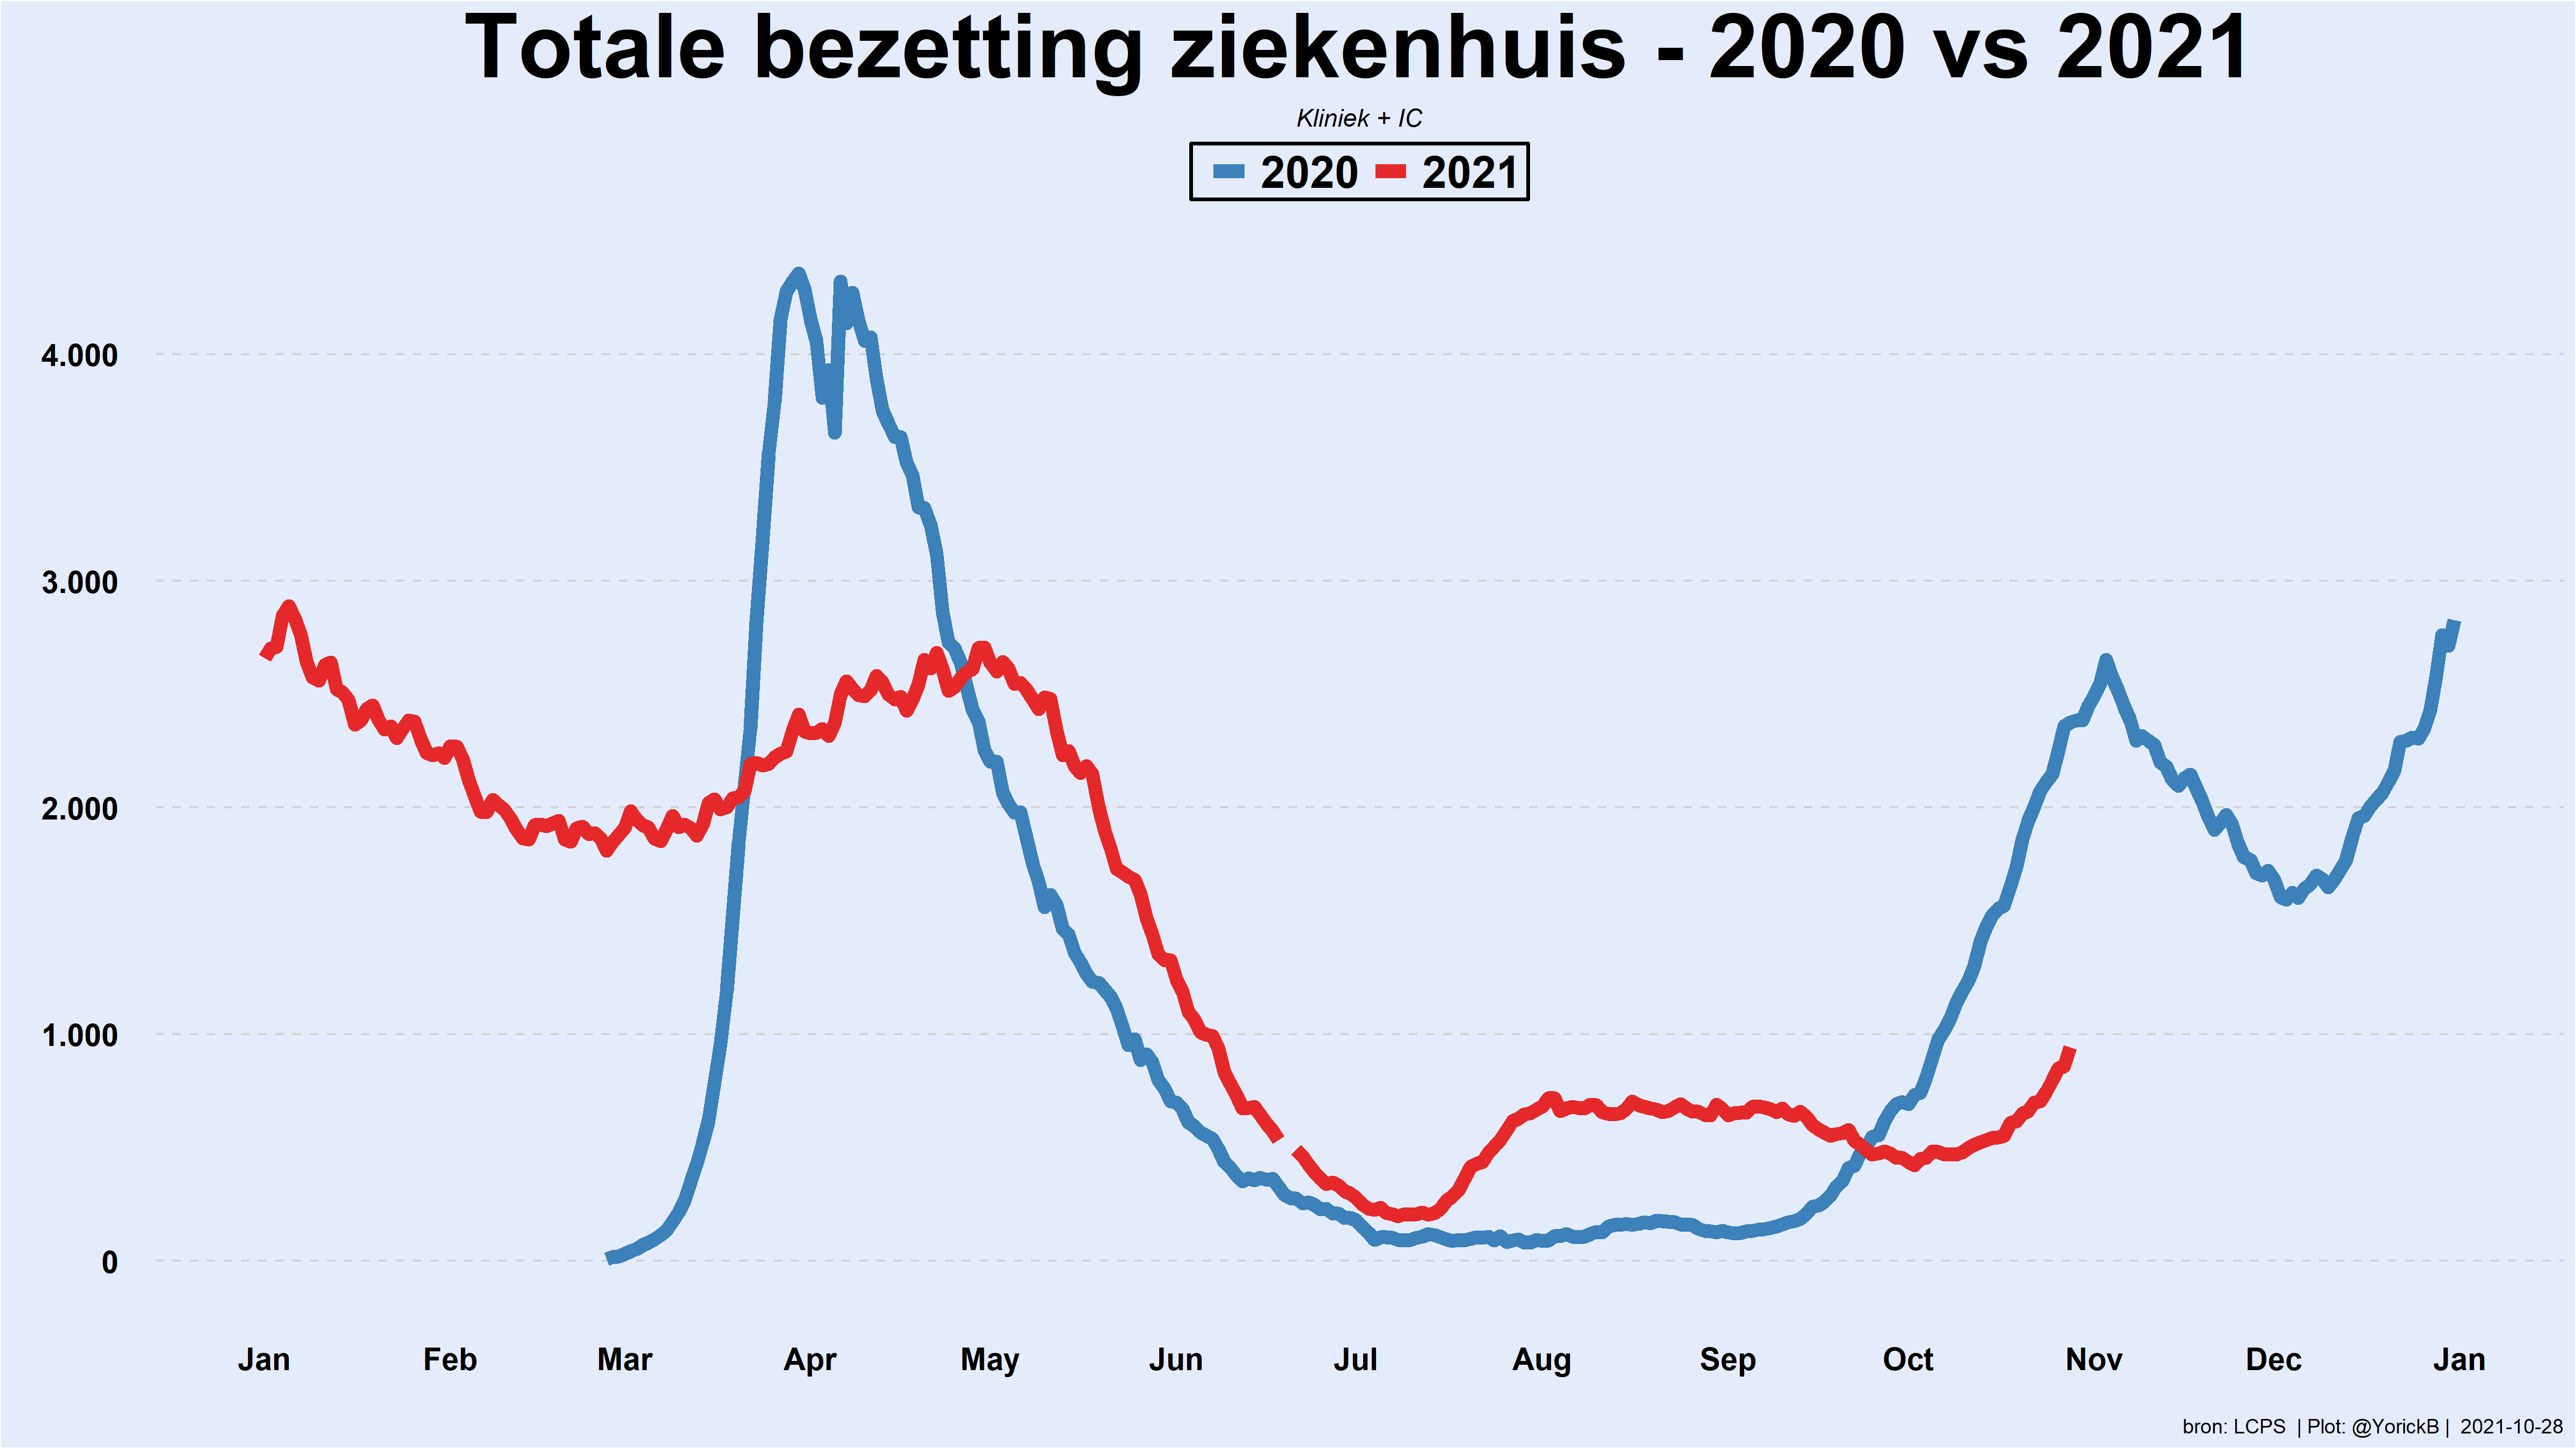 Totale bezetting ziekenhuis - 2020 vs 2021
Kliniek + IC
2020 2021
4.000
3.000
2.000
1.000
0
Jan Feb Mar Apr May Jun Jul Aug Sep Oct Nov Dec Jan
bron: LCPS | Plot: @YorickB | 2021-10-28